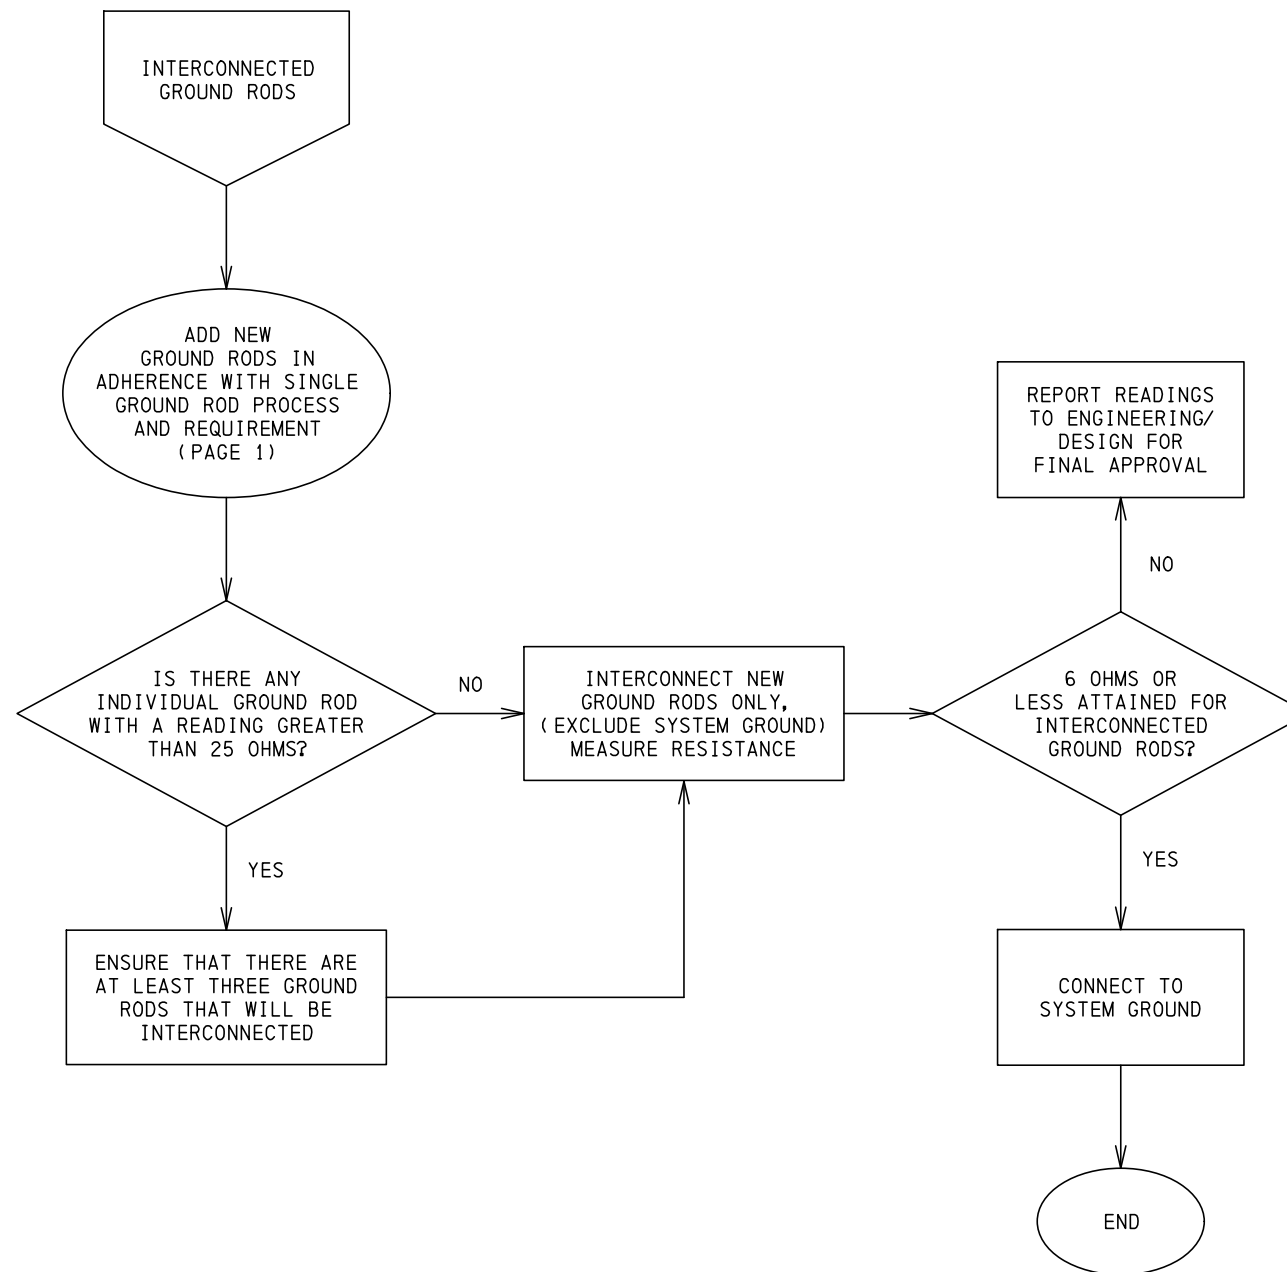 INTERCONNECTED
GROUND RODS
ADD NEW
GROUND RODS IN
ADHERENCE WITH SINGLE
GROUND ROD PROCESS
AND REQUIREMENT
(PAGE 1)
IS THERE ANY
INDIVIDUAL GROUND ROD
WITH A READING GREATER
THAN 25 OHMS?
NO
YES
ENSURE THAT THERE ARE
AT LEAST THREE GROUND
RODS THAT WILL BE
INTERCONNECTED
INTERCONNECT NEW
GROUND RODS ONLY,
(EXCLUDE SYSTEM GROUND)
MEASURE RESISTANCE
6 OHMS OR
LESS ATTAINED FOR
INTERCONNECTED
GROUND RODS?
NO
REPORT READINGS
TO ENGINEERING/
DESIGN FOR
FINAL APPROVAL
YES
CONNECT TO
SYSTEM GROUND
END